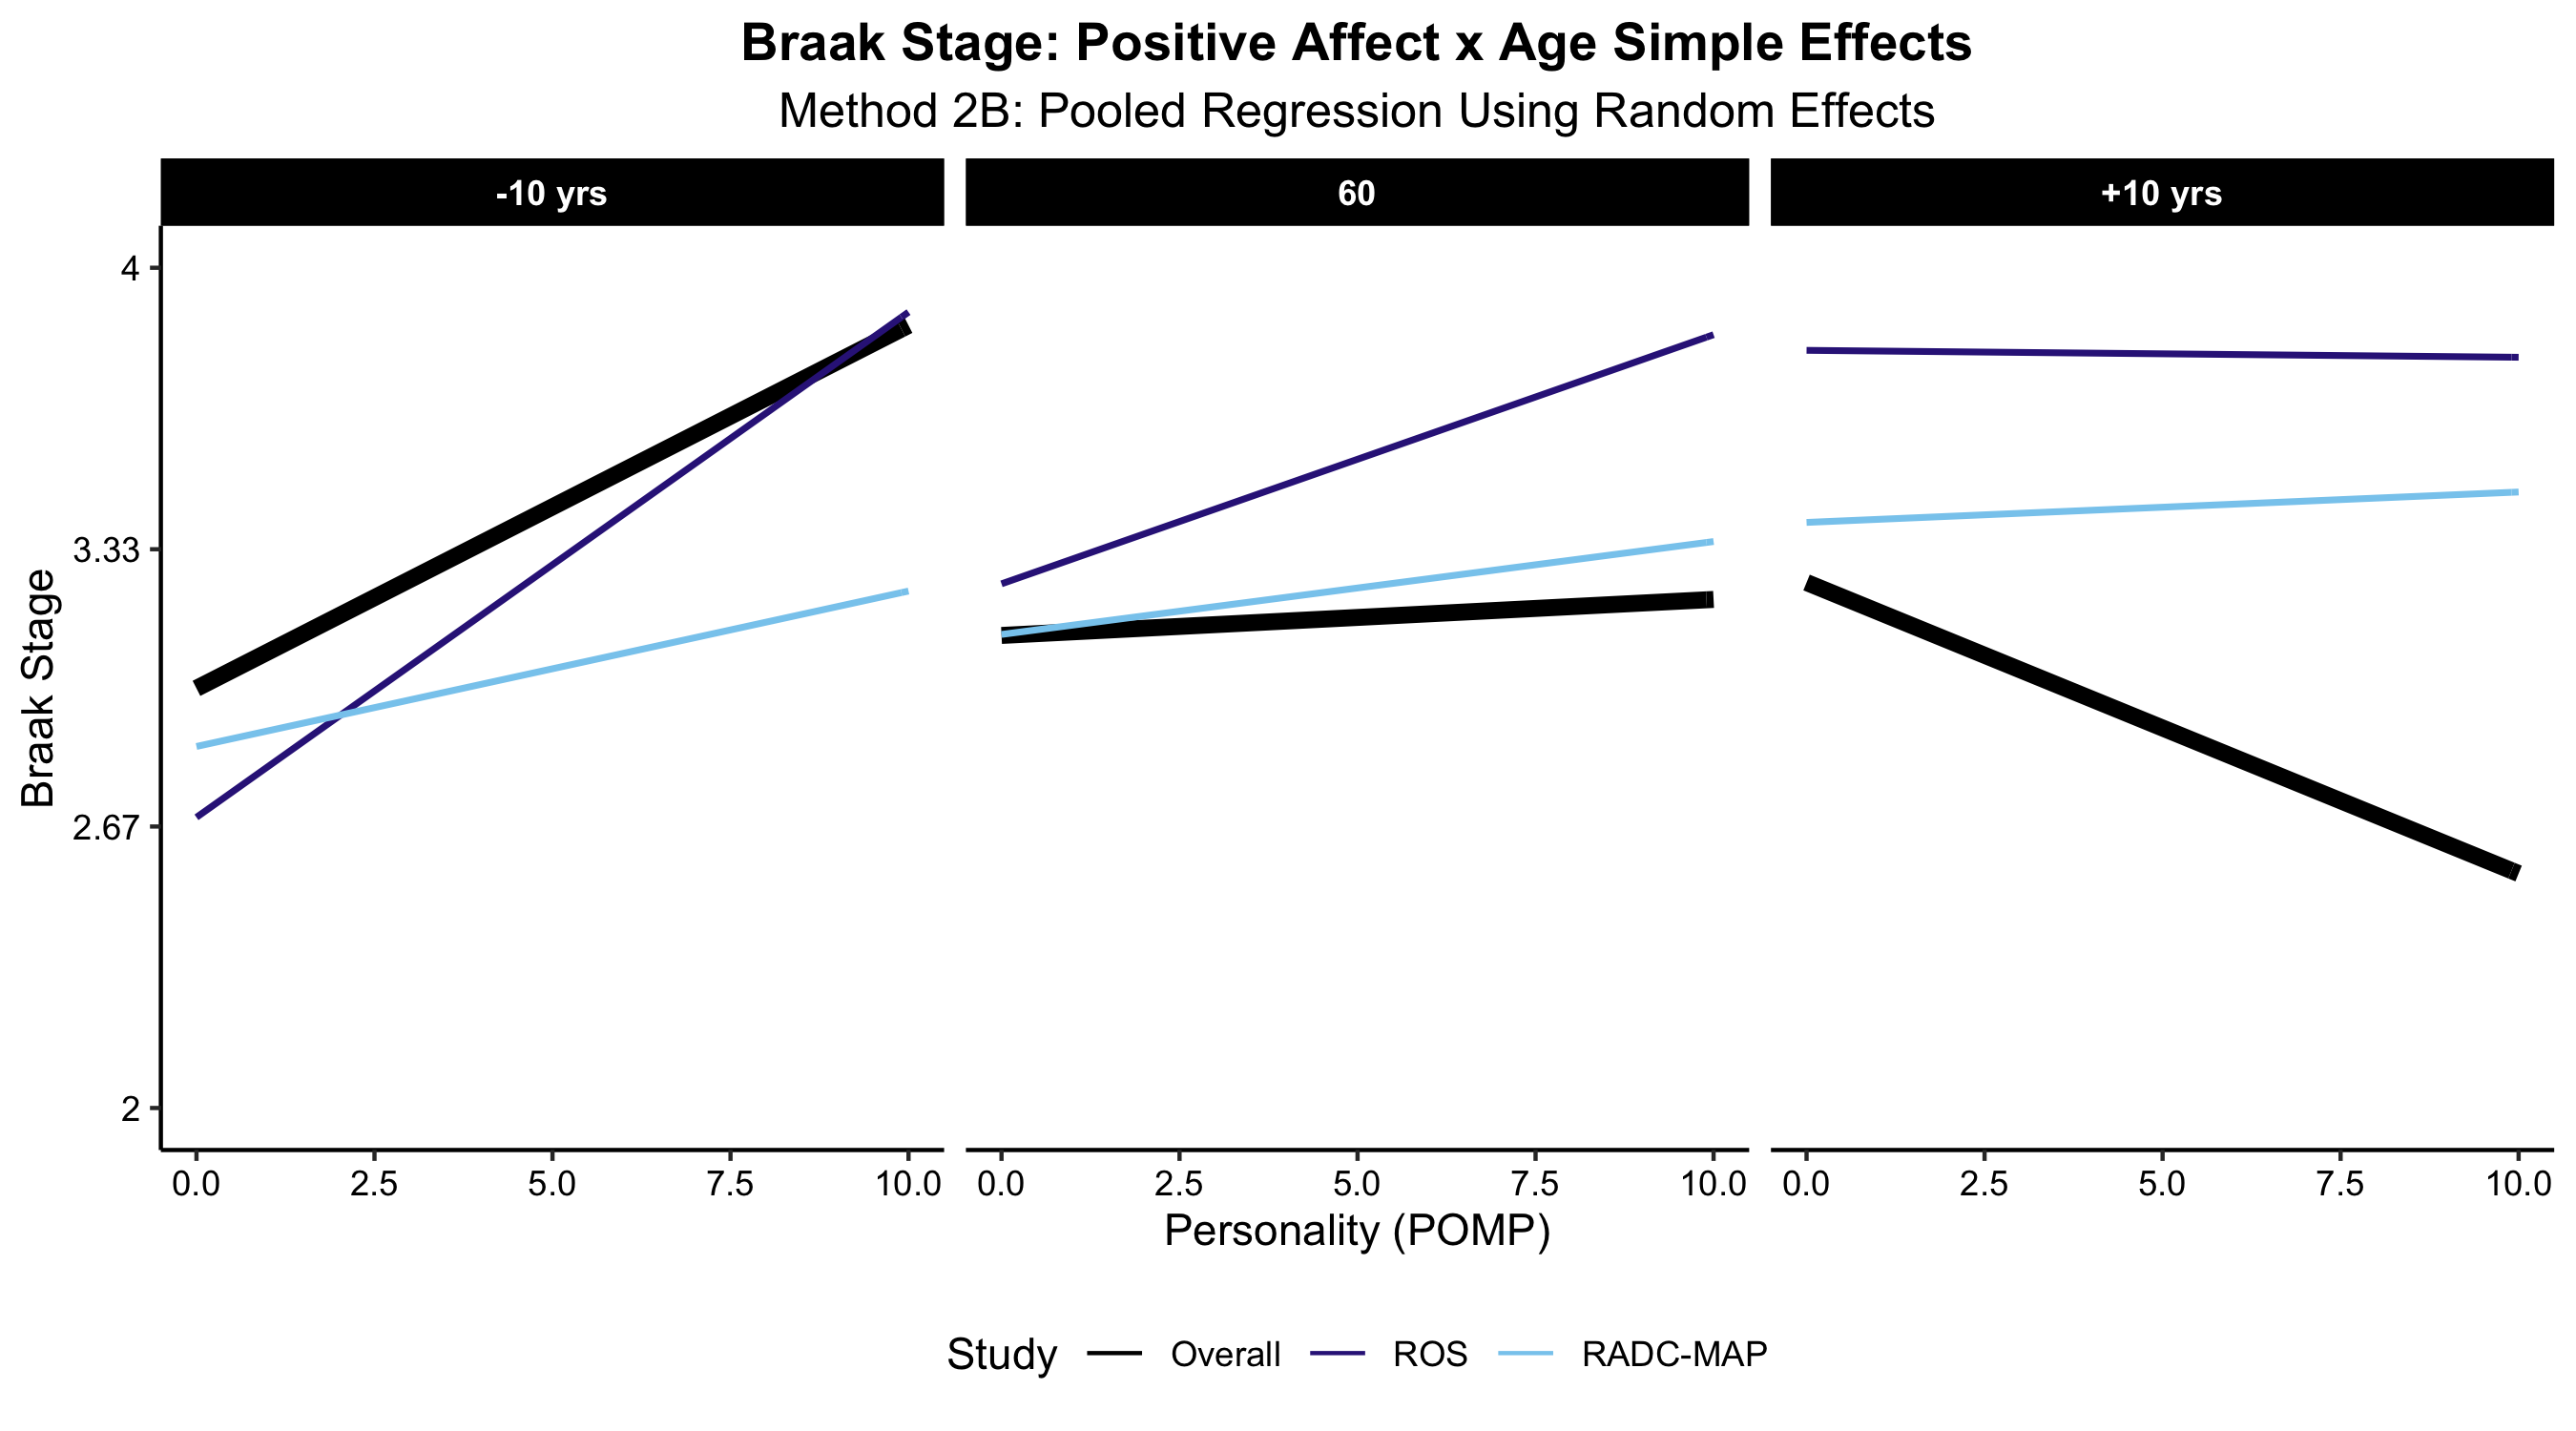 Braak Stage: Positive Affect x Age Simple Effects
Method 2B: Pooled Regression Using Random Effects
-10 yrs 60 +10 yrs
4
3.33
2.67
2
Braak Stage
0.0 2.5 5.0 7.5 10.0 0.0 2.5 5.0 7.5 10.0 0.0 2.5 5.0 7.5 10.0
Personality (POMP)
Study Overall ROS RADC-MAP